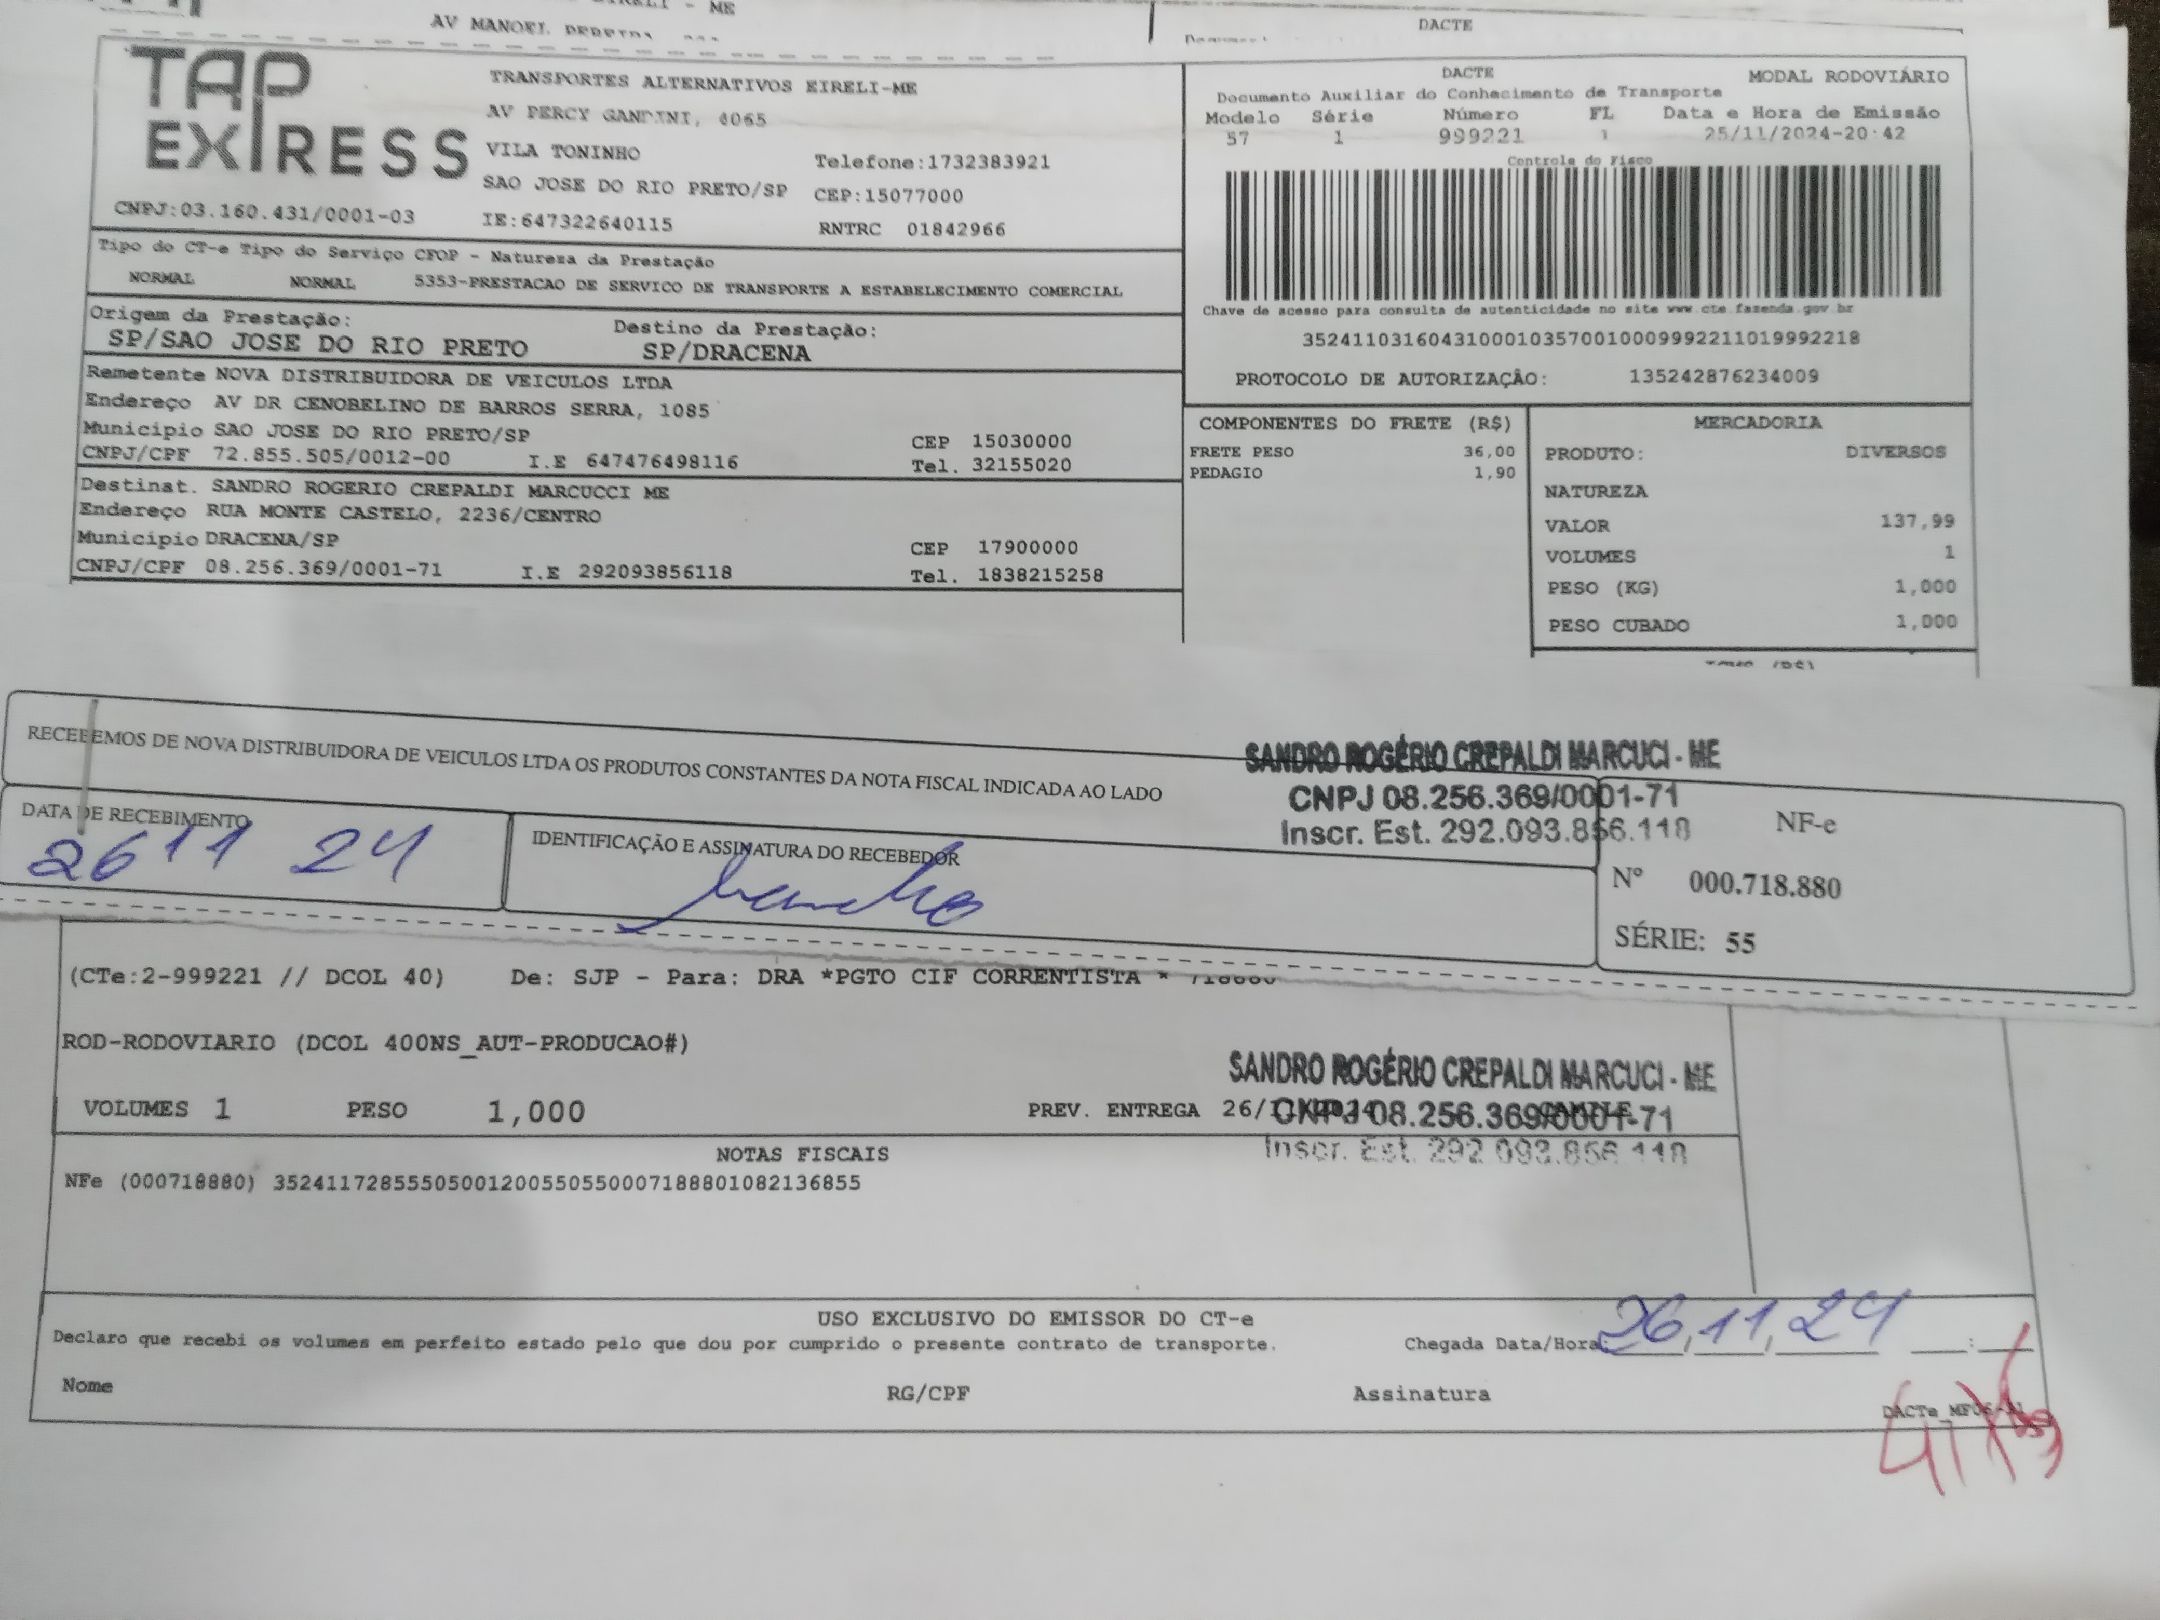 EIRELI - ME
AV MANOEL
DACTE
TAP EXPRESS
TRANSPORTES ALTERNATIVOS EIRELI-ME
AV PERCY GANDINI, 4065
VILA TONINHO
Telefone:1732383921
SAO JOSE DO RIO PRETO/SP CEP:15077000
CNPJ:03.160.431/0001-03 IE:647322640115 RNTRC 01842966
DACTE MODAL RODOVIÁRIO
Documento Auxiliar do Conhecimento de Transporte
Modelo Série Número FL Data e Hora de Emissão
57 1 999221 1 25/11/2024-20:42
Controle do Fisco
Chave de acesso para consulta de autenticidade no site www.cte.fazenda.gov.br
35241103160431000103570010009992211019992218
PROTOCOLO DE AUTORIZAÇÃO: 135242876234009
Tipo do CT-e Tipo do Serviço CFOP - Natureza da Prestação
NORMAL NORMAL 5353-PRESTACAO DE SERVICO DE TRANSPORTE A ESTABELECIMENTO COMERCIAL
Origem da Prestação: Destino da Prestação:
SP/SAO JOSE DO RIO PRETO SP/DRACENA
Remetente NOVA DISTRIBUIDORA DE VEICULOS LTDA
Endereço AV DR CENOBELINO DE BARROS SERRA, 1085
Municipio SAO JOSE DO RIO PRETO/SP CEP 15030000
CNPJ/CPF 72.855.505/0012-00 I.E 647476498116 Tel. 32155020
Destinat. SANDRO ROGERIO CREPALDI MARCUCCI ME
Endereço RUA MONTE CASTELO, 2236/CENTRO
Municipio DRACENA/SP CEP 17900000
CNPJ/CPF 08.256.369/0001-71 I.E 292093856118 Tel. 1838215258
COMPONENTES DO FRETE (R$)
FRETE PESO 36,00
PEDAGIO 1,90
MERCADORIA
PRODUTO: DIVERSOS
NATUREZA
VALOR 137,99
VOLUMES 1
PESO (KG) 1,000
PESO CUBADO 1,000
RECEBEMOS DE NOVA DISTRIBUIDORA DE VEICULOS LTDA OS PRODUTOS CONSTANTES DA NOTA FISCAL INDICADA AO LADO
SANDRO ROGÉRIO CREPALDI MARCUCI - ME
CNPJ 08.256.369/0001-71
Inscr. Est. 292.093.856.118
DATA DE RECEBIMENTO
26 11 24
IDENTIFICAÇÃO E ASSINATURA DO RECEBEDOR
NF-e
Nº 000.718.880
SÉRIE: 55
(CTe:2-999221 // DCOL 40) De: SJP - Para: DRA *PGTO CIF CORRENTISTA * 718880
ROD-RODOVIARIO (DCOL 400NS_AUT-PRODUCAO#)
SANDRO ROGÉRIO CREPALDI MARCUCI - ME
CNPJ 08.256.369/0001-71
Inscr. Est. 292.093.856.118
VOLUMES 1 PESO 1,000 PREV. ENTREGA 26/11/2024
NOTAS FISCAIS
NFe (000718880) 35241172855505001200550550007188801082136855
USO EXCLUSIVO DO EMISSOR DO CT-e
Declaro que recebi os volumes em perfeito estado pelo que dou por cumprido o presente contrato de transporte. Chegada Data/Hora: 26,11,24 :
Nome RG/CPF Assinatura